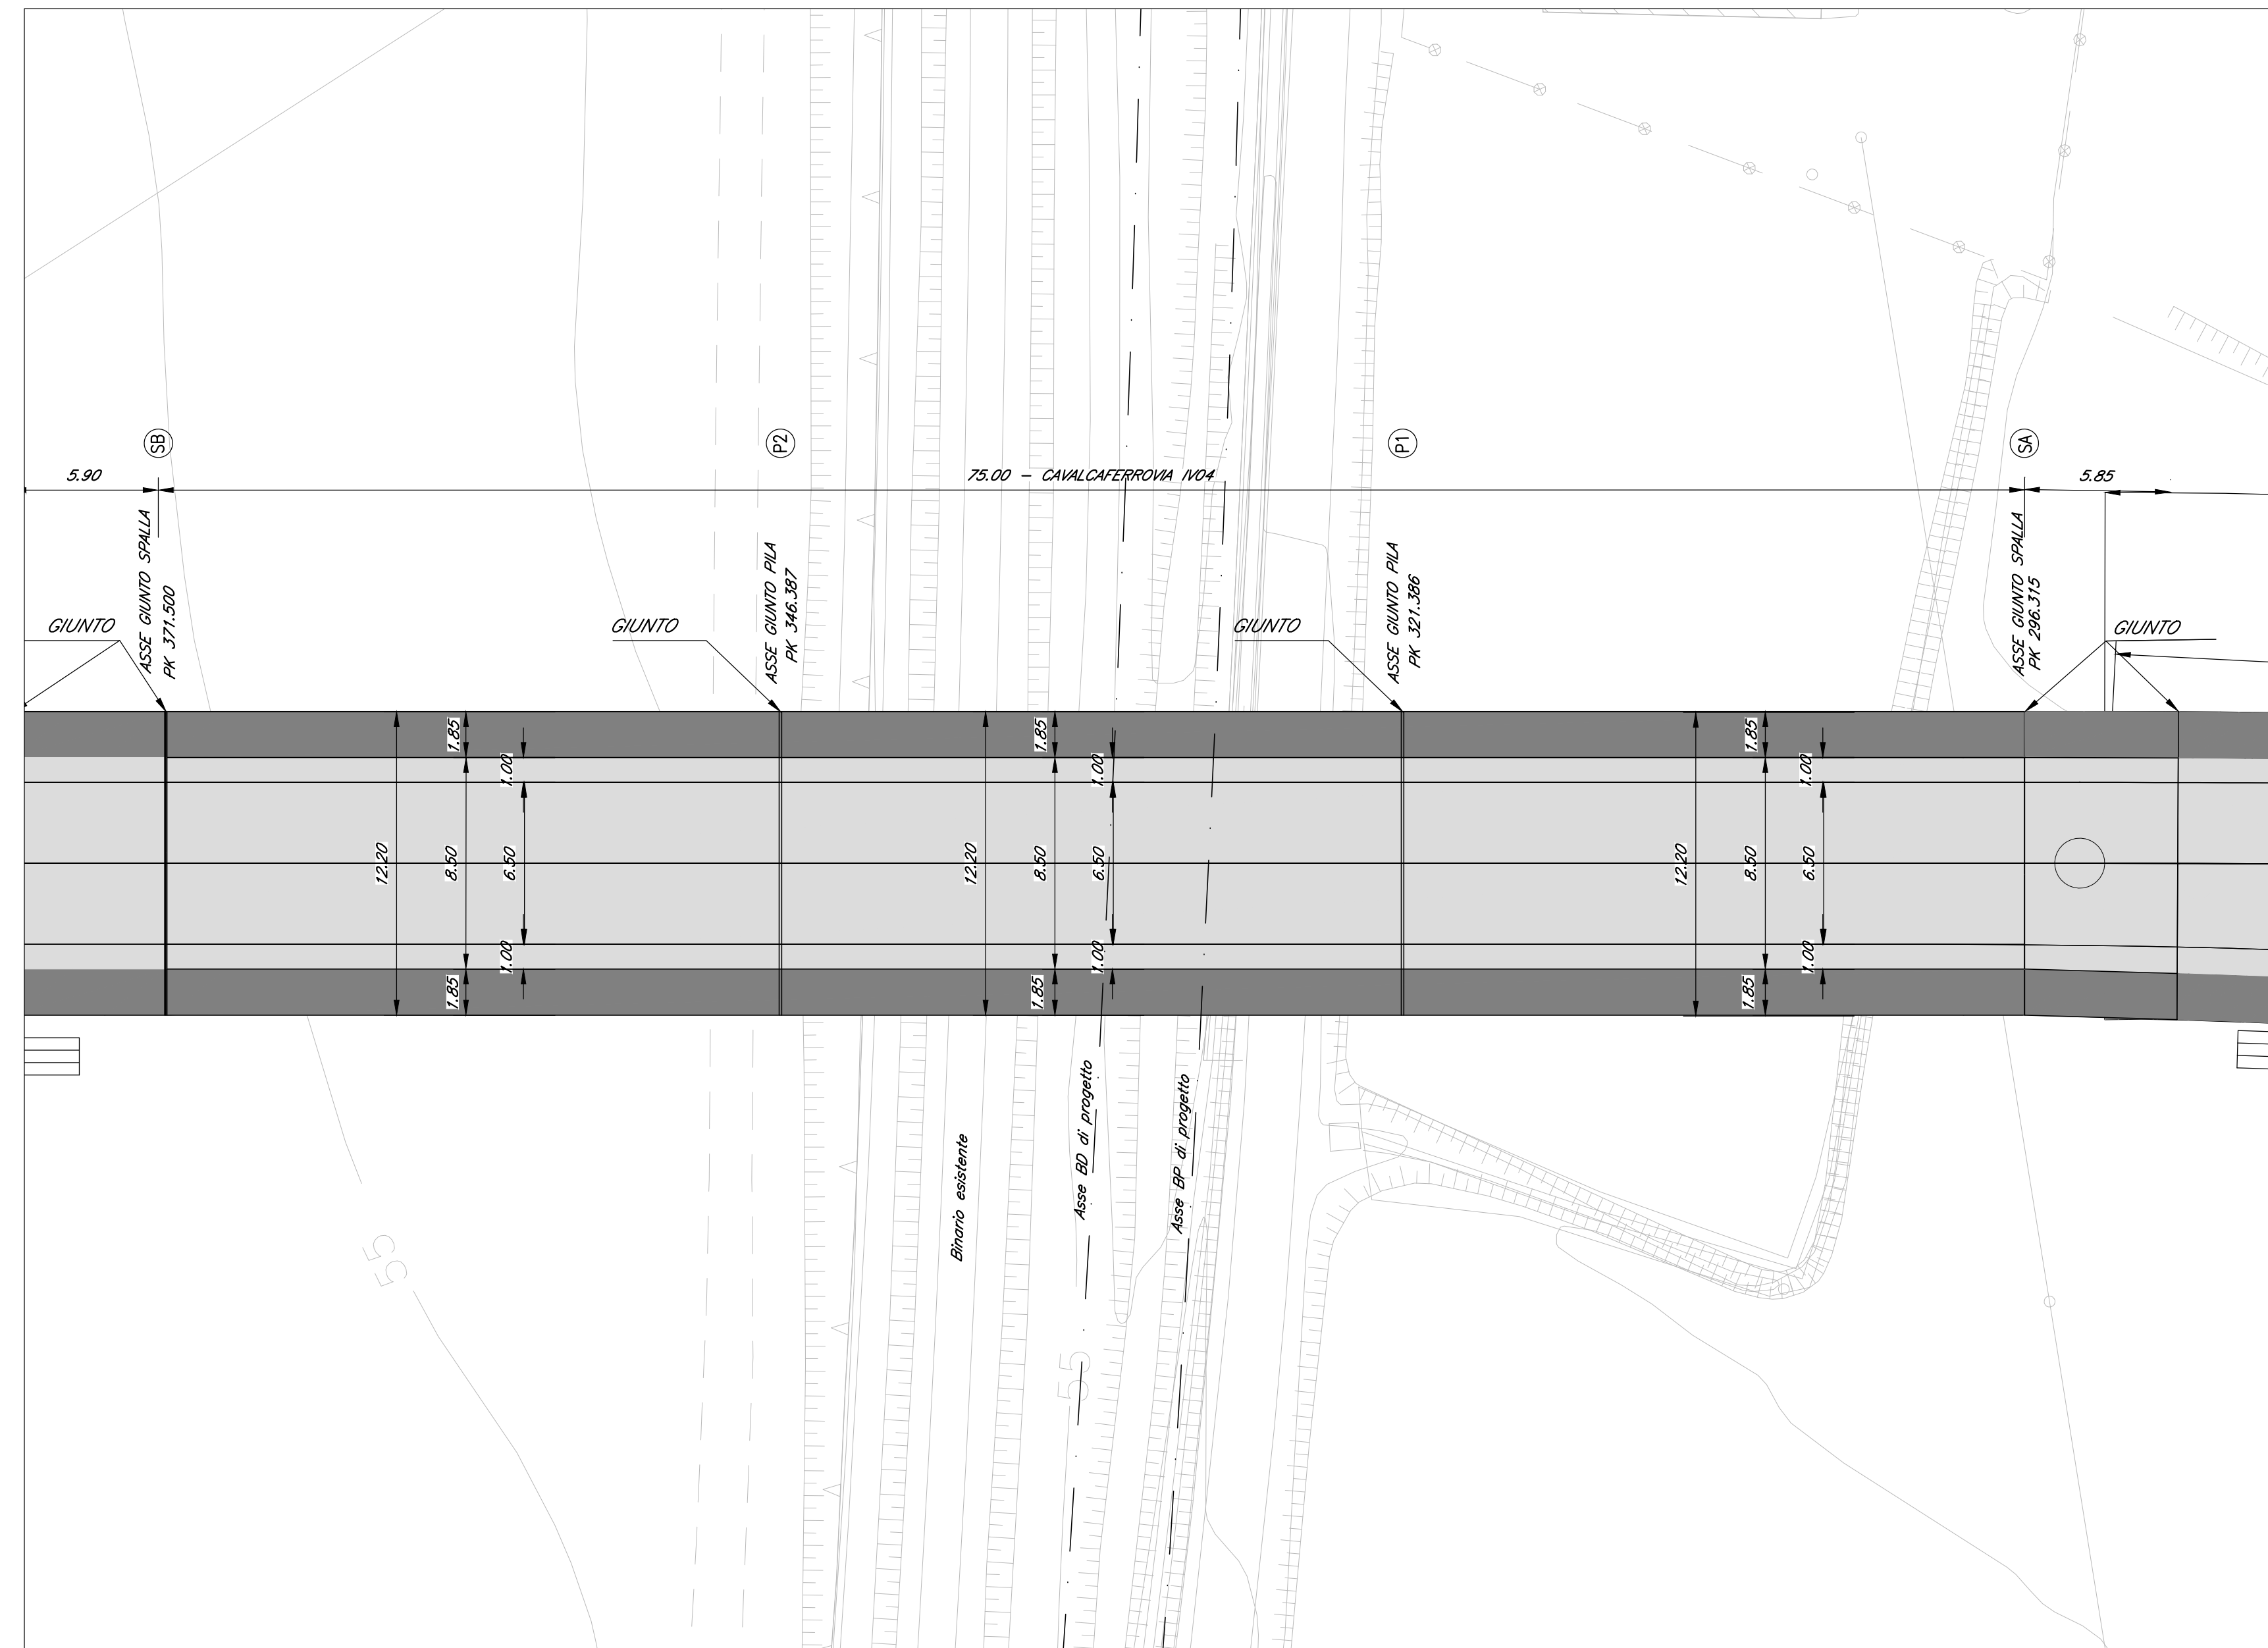 SB
P2
P1
SA
5.90
75.00 - CAVALCAFERROVIA IV04
5.85
ASSE GIUNTO SPALLA
PK 371.500
ASSE GIUNTO PILA
PK 346.387
ASSE GIUNTO PILA
PK 321.386
ASSE GIUNTO SPALLA
PK 296.315
GIUNTO
GIUNTO
GIUNTO
GIUNTO
1.85
1.00
12.20
8.50
6.50
1.00
1.85
1.85
1.00
12.20
8.50
6.50
1.00
1.85
1.85
1.00
12.20
8.50
6.50
1.00
1.85
Binario esistente
Asse BD di progetto
Asse BP di progetto
55
55